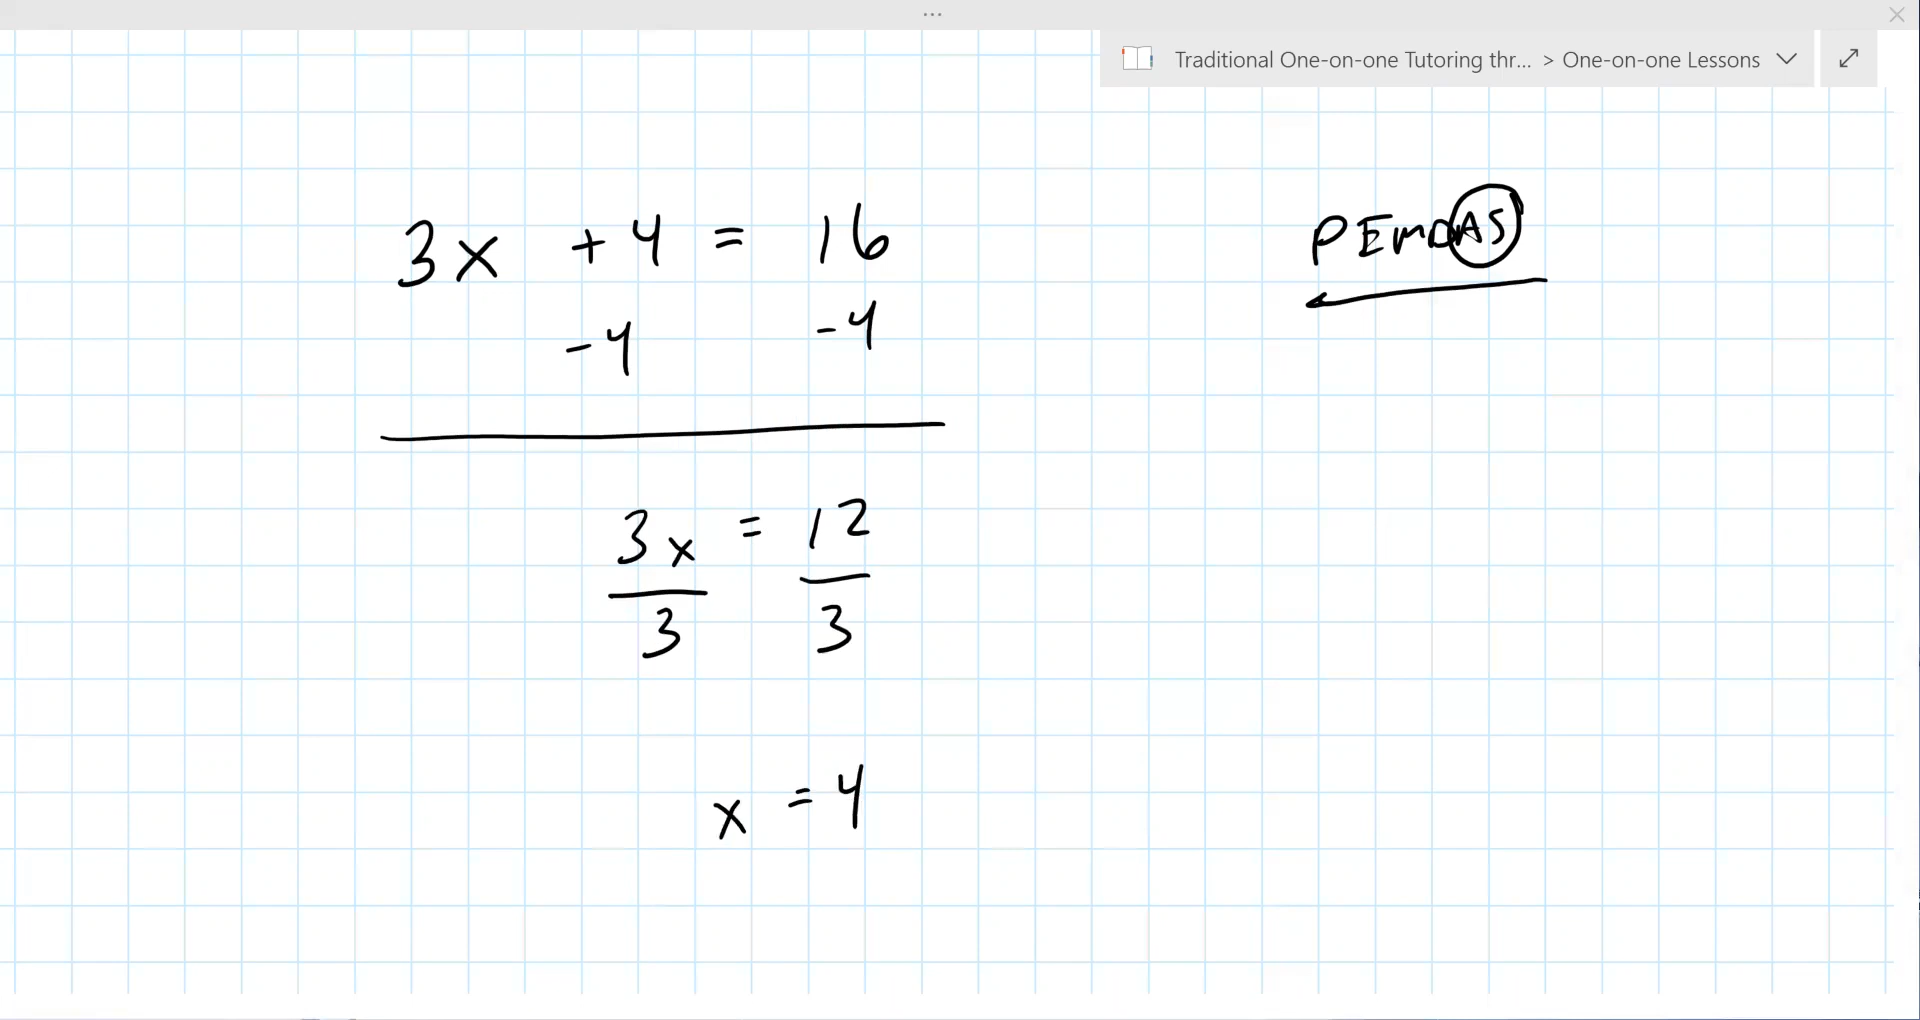 ...
Traditional One-on-one Tutoring thr... > One-on-one Lessons
3x + 4 = 16
PEMDAS
-4 -4
3x = 12
3 3
x = 4